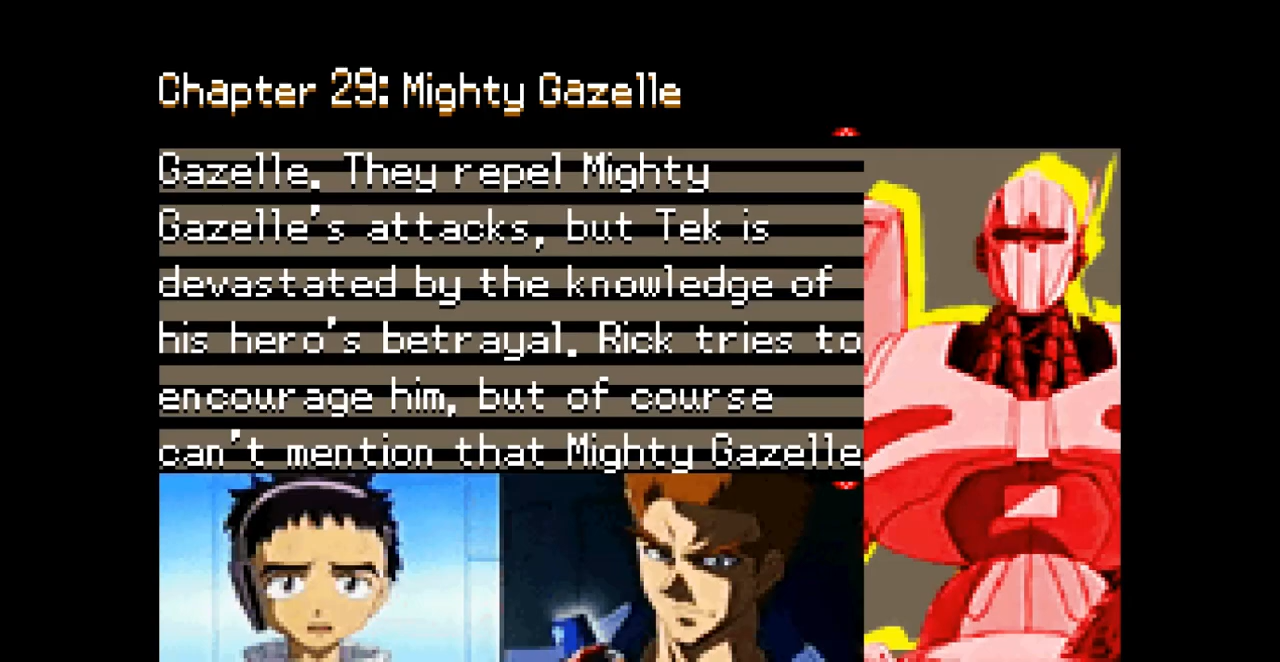 Chapter 29: Mighty Gazelle
Gazelle. They repel Mighty
Gazelle's attacks, but Tek is
devastated by the knowledge of
his hero's betrayal. Rick tries to
encourage him, but of course
can't mention that Mighty Gazelle